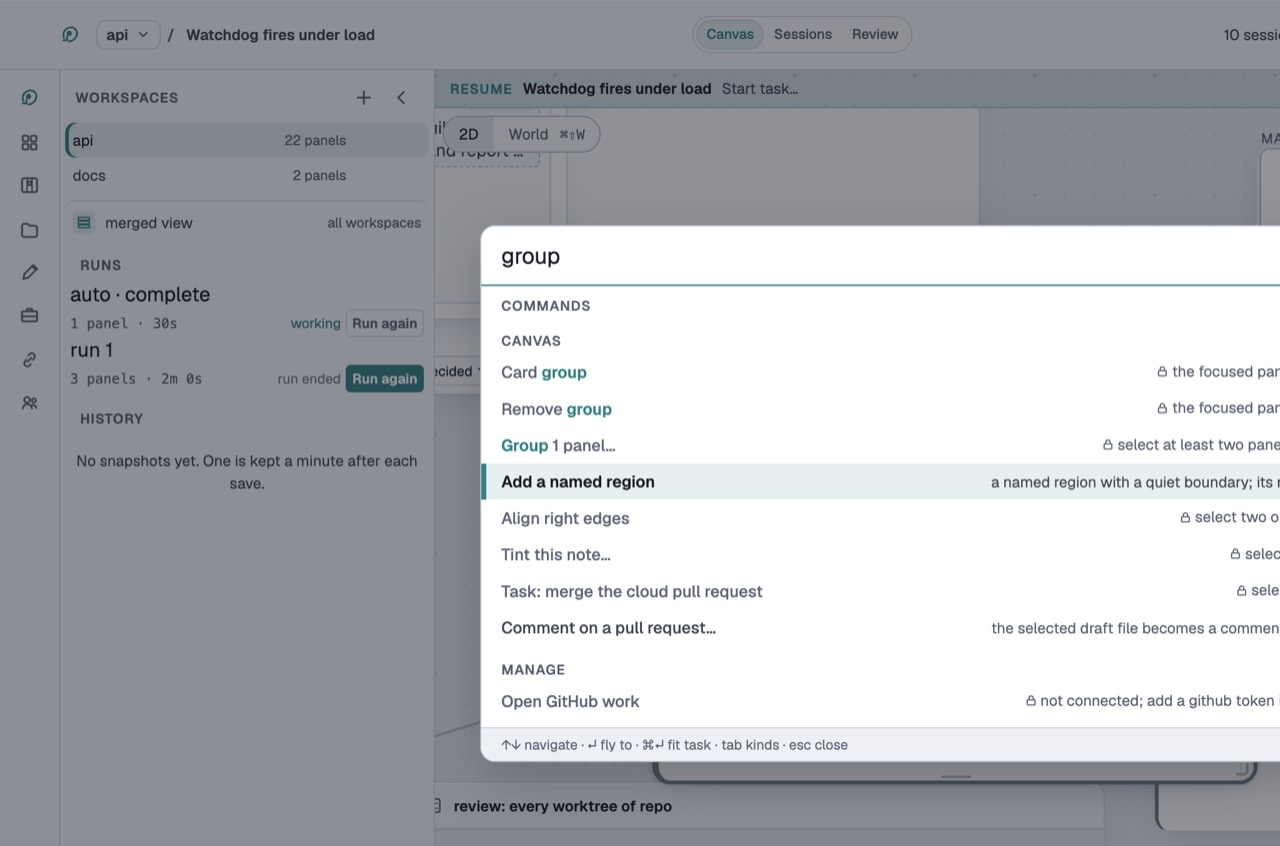 api / Watchdog fires under load
Canvas Sessions Review
10 sessi
WORKSPACES
api 22 panels
docs 2 panels
merged view all workspaces
RUNS
auto · complete
1 panel · 30s working Run again
run 1
3 panels · 2m 0s run ended Run again
HISTORY
No snapshots yet. One is kept a minute after each
save.
RESUME Watchdog fires under load Start task…
2D World ⌘⇧W
nd report …
MA
ecided
group
COMMANDS
CANVAS
Card group the focused pan
Remove group the focused pan
Group 1 panel… select at least two pane
Add a named region a named region with a quiet boundary; its
Align right edges select two o
Tint this note… selec
Task: merge the cloud pull request sele
Comment on a pull request… the selected draft file becomes a commen
MANAGE
Open GitHub work not connected; add a github token
↑↓ navigate · ↵ fly to · ⌘↵ fit task · tab kinds · esc close
review: every worktree of repo